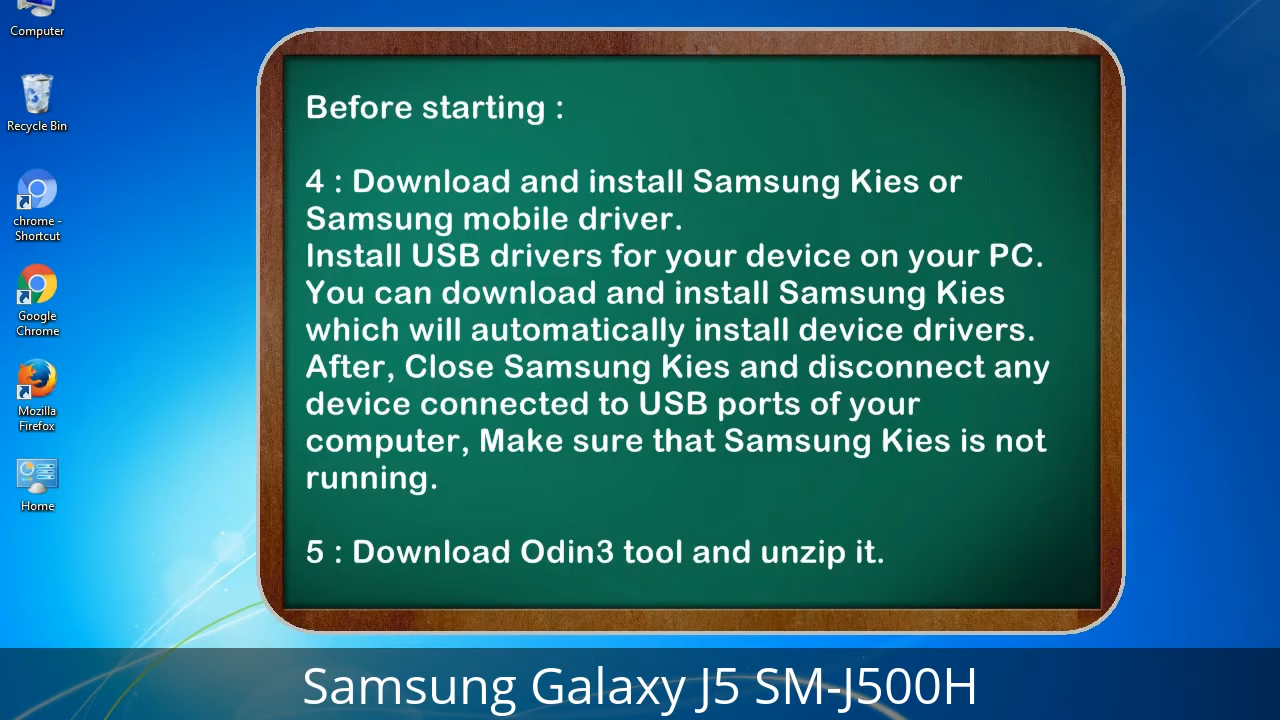 Computer
Recycle Bin
chrome -
Shortcut
Google
Chrome
Mozilla
Firefox
Home
Before starting :
4 : Download and install Samsung Kies or
Samsung mobile driver.
Install USB drivers for your device on your PC.
You can download and install Samsung Kies
which will automatically install device drivers.
After, Close Samsung Kies and disconnect any
device connected to USB ports of your
computer, Make sure that Samsung Kies is not
running.
5 : Download Odin3 tool and unzip it.
Samsung Galaxy J5 SM-J500H